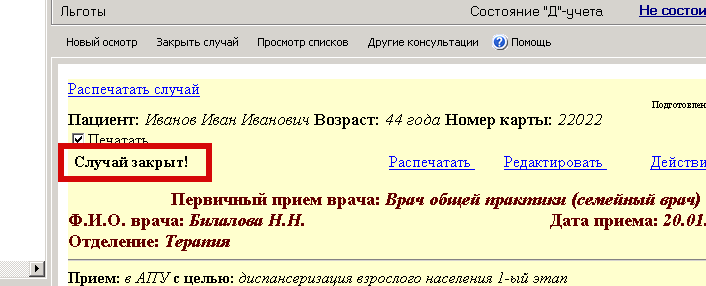 Льготы Состояние "Д"-учета Не состои
Новый осмотр Закрыть случай Просмотр списков Другие консультации Помощь
Распечатать случай
Подготовлен
Пациент: Иванов Иван Иванович Возраст: 44 года Номер карты: 22022
Печатать
Случай закрыт! Распечатать Редактировать Действи
Первичный прием врача: Врач общей практики (семейный врач)
Ф.И.О. врача: Билалова Н.Н. Дата приема: 20.01.
Отделение: Терапия
Прием: в АПУ с целью: диспансеризация взрослого населения 1-ый этап